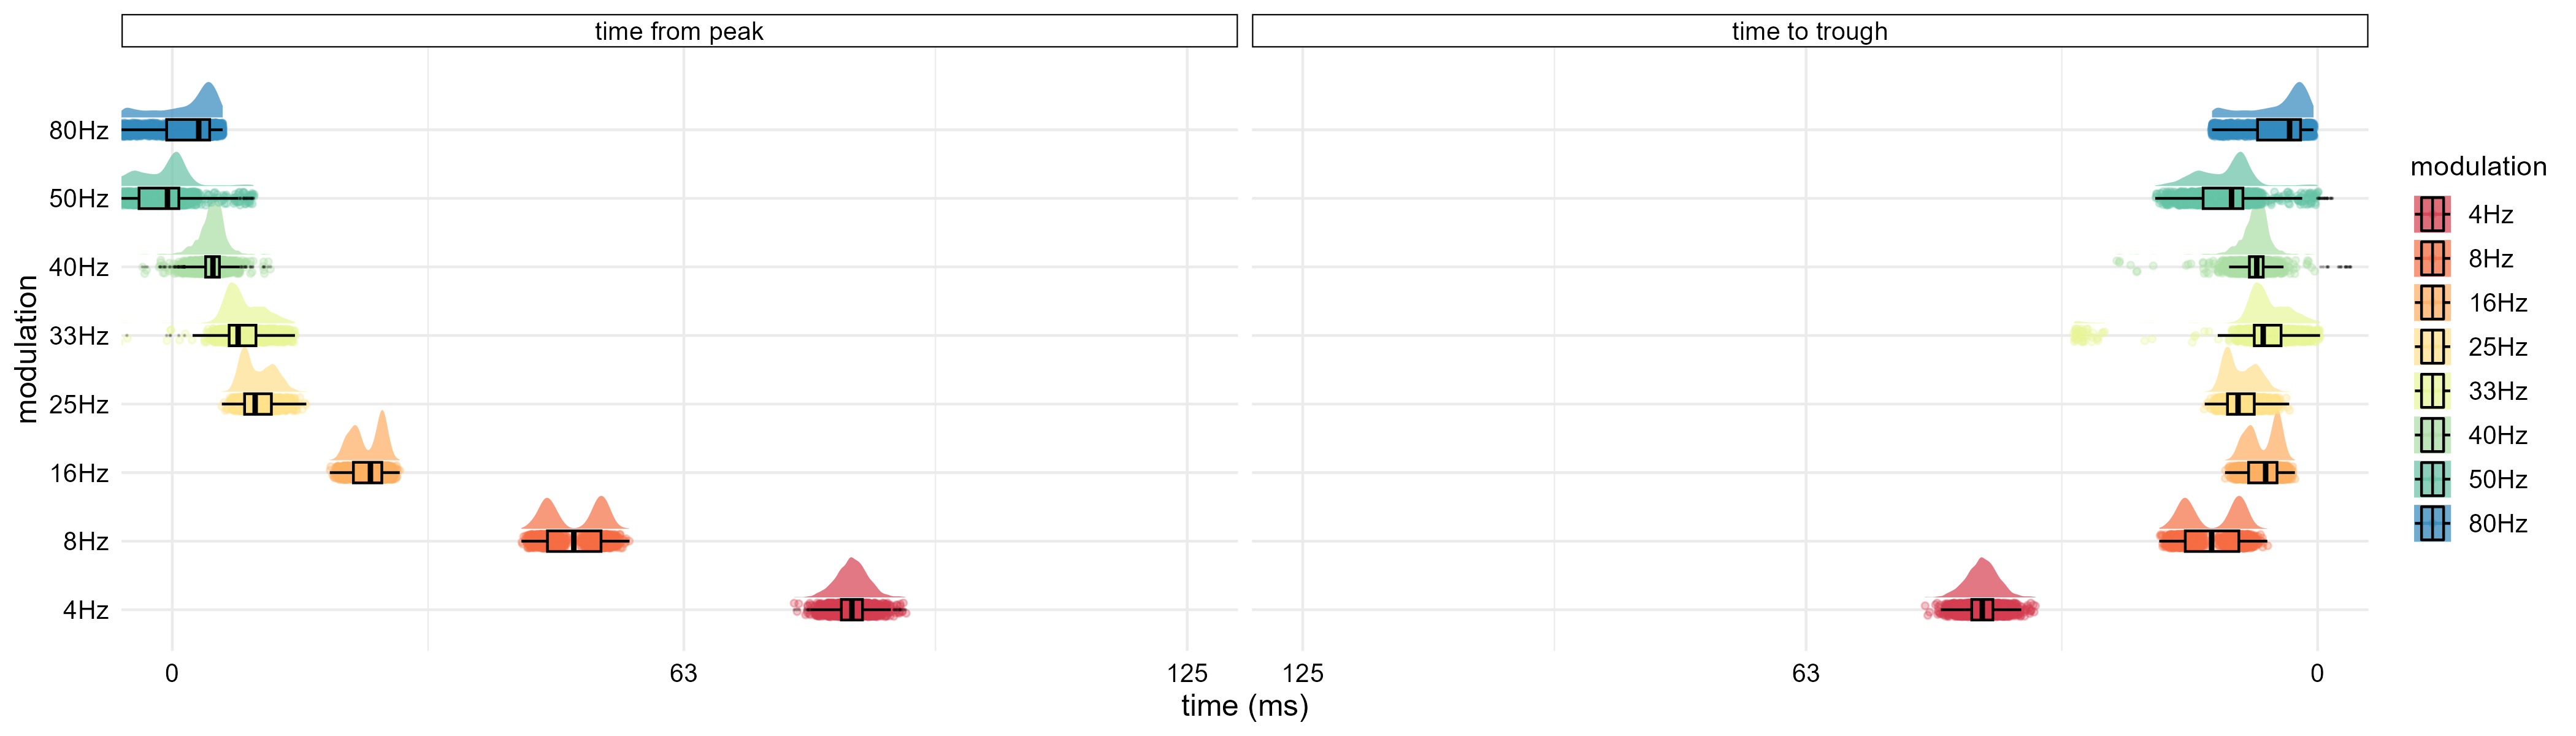 time from peak
time to trough
80Hz
50Hz
40Hz
33Hz
25Hz
16Hz
8Hz
4Hz
modulation
0
63
125
125
63
0
time (ms)
modulation
4Hz
8Hz
16Hz
25Hz
33Hz
40Hz
50Hz
80Hz